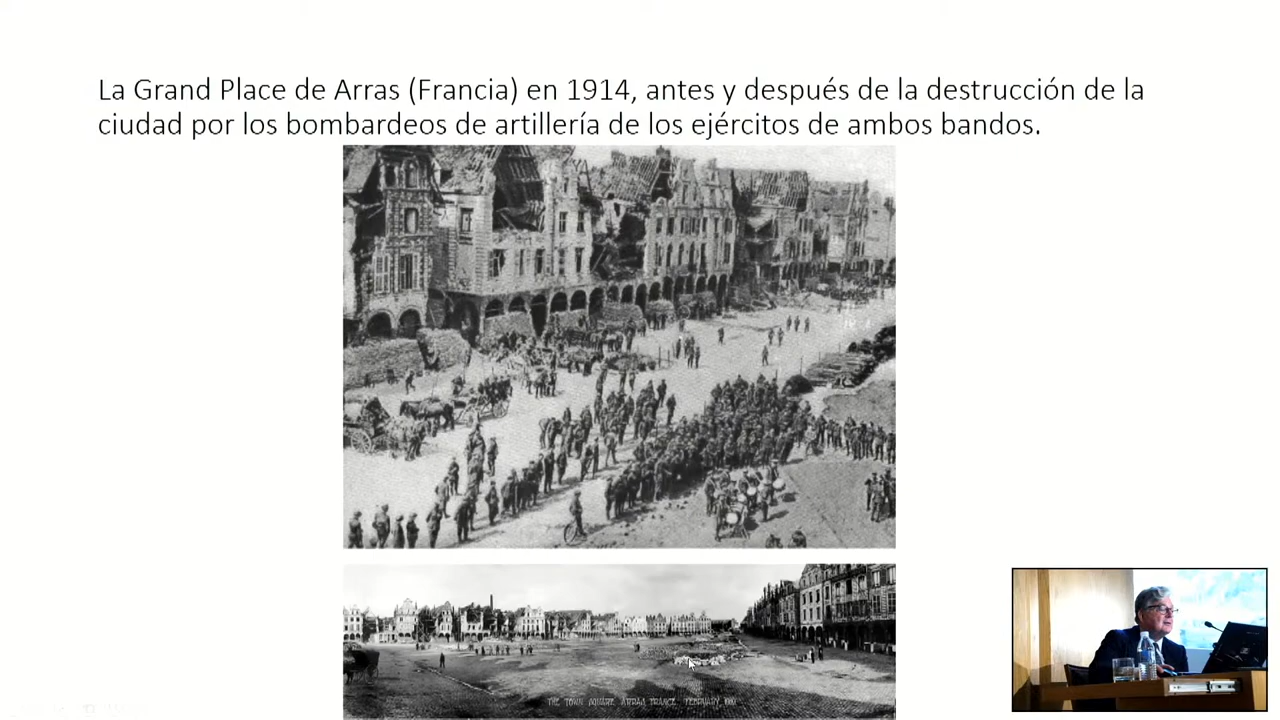 La Grand Place de Arras (Francia) en 1914, antes y después de la destrucción de la
ciudad por los bombardeos de artillería de los ejércitos de ambos bandos.
THE TOWN SQUARE ARRAS FRANCE FEBRUARY